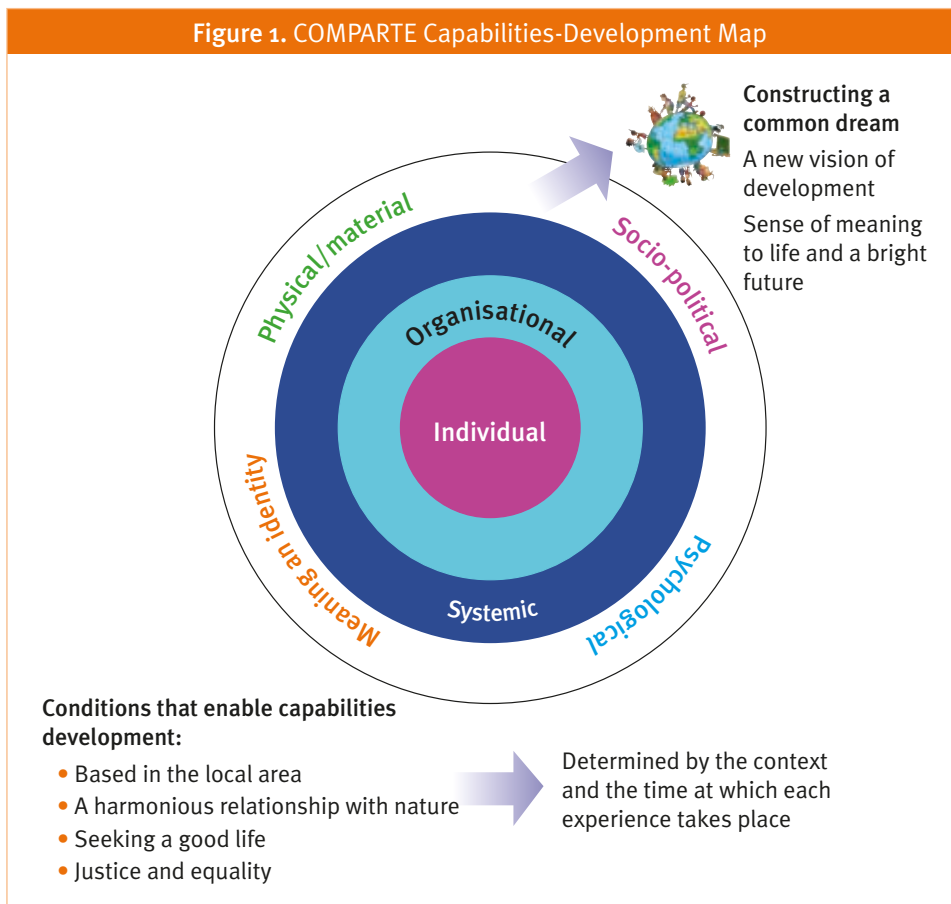 Figure 1. COMPARTE Capabilities-Development Map
Constructing a
common dream
A new vision of
development
Sense of meaning
to life and a bright
future
Physical/material
Socio-political
Organisational
Individual
Meaning an identity
Psychological
Systemic
Conditions that enable capabilities
development:
• Based in the local area
• A harmonious relationship with nature
• Seeking a good life
• Justice and equality
Determined by the context
and the time at which each
experience takes place